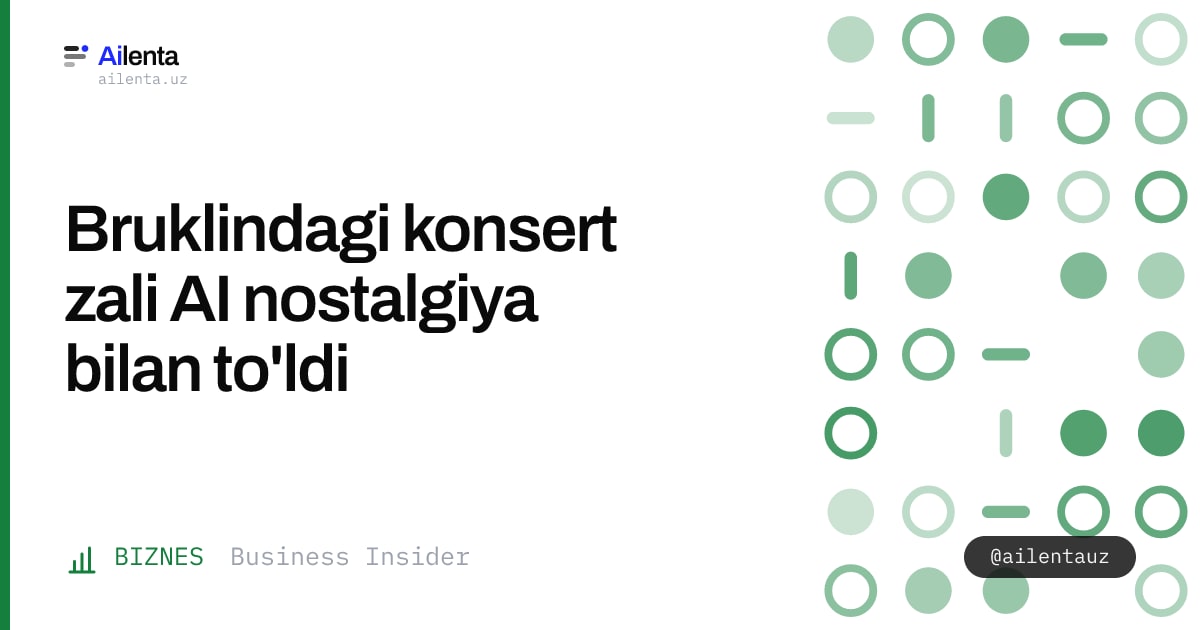 Ailenta
ailenta.uz
Bruklindagi konsert
zali AI nostalgiya
bilan to'ldi
BIZNES Business Insider
@ailentauz